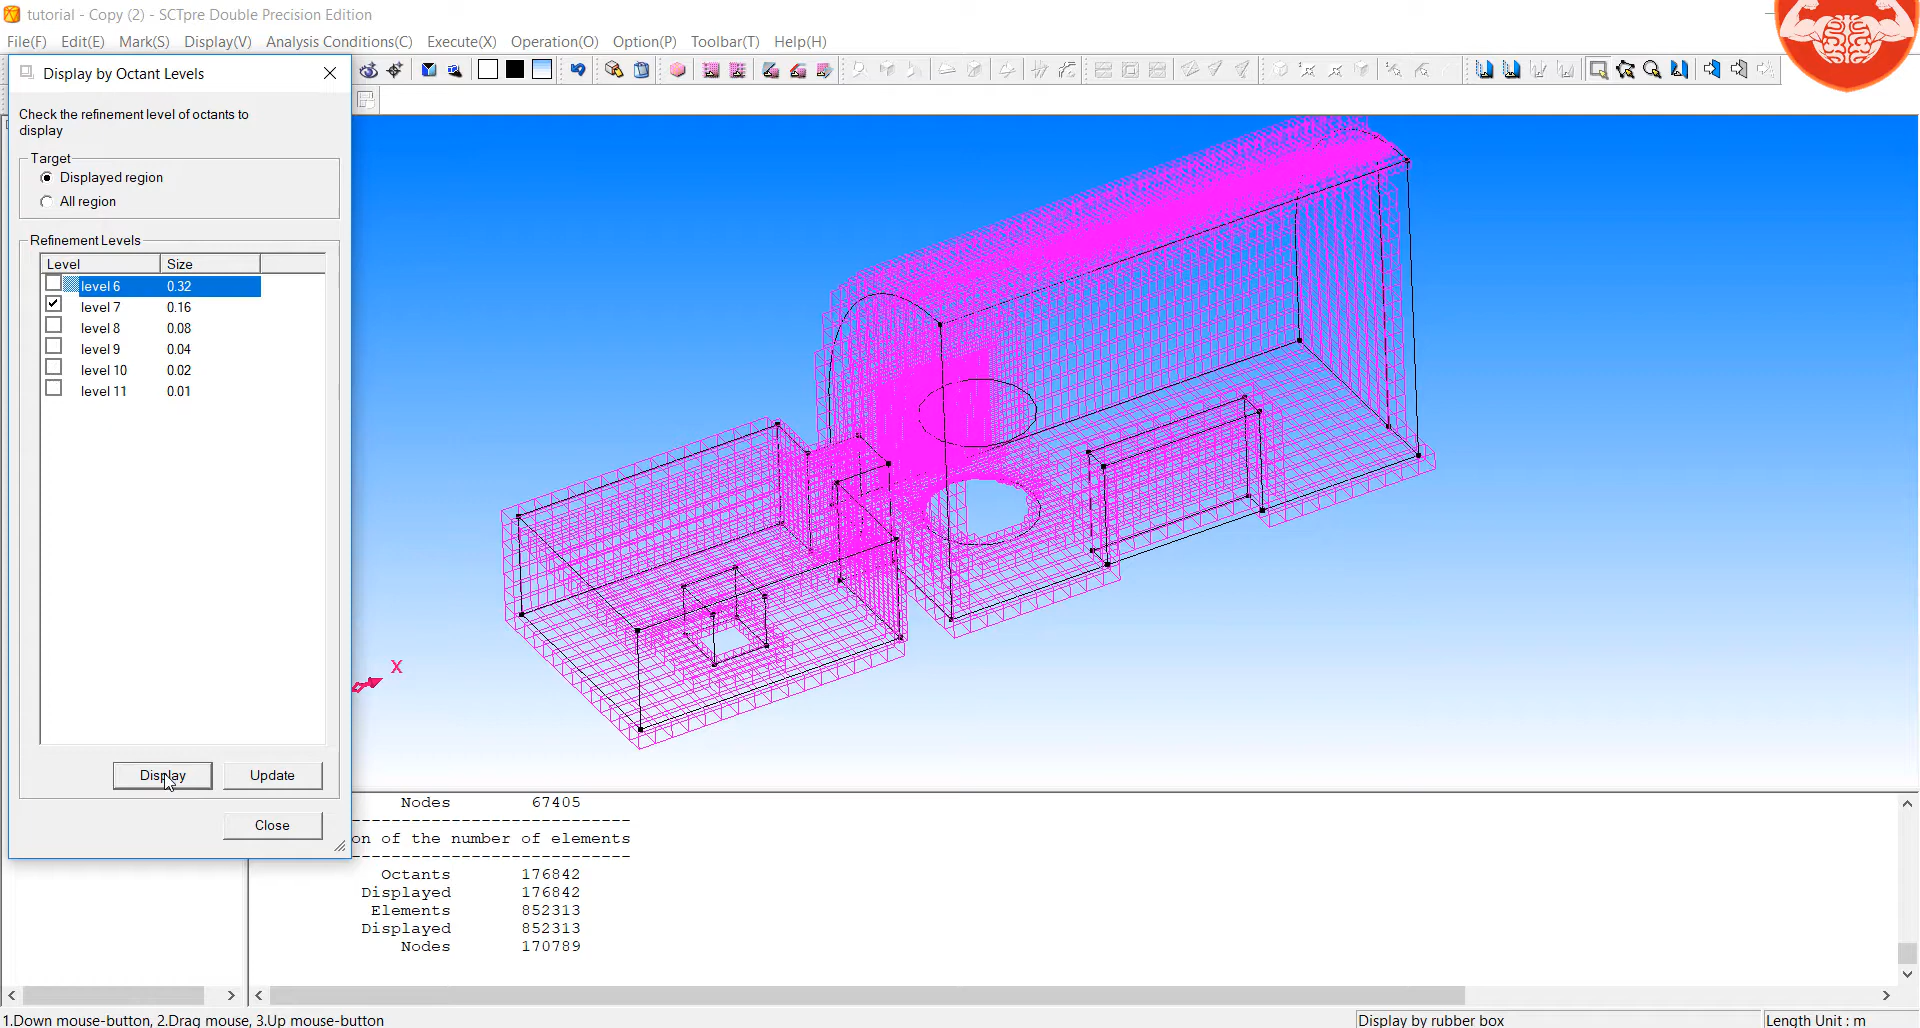 tutorial - Copy (2) - SCTpre Double Precision Edition
File(F) Edit(E) Mark(S) Display(V) Analysis Conditions(C) Execute(X) Operation(O) Option(P) Toolbar(T) Help(H)
Display by Octant Levels
Check the refinement level of octants to
display
Target
Displayed region
All region
Refinement Levels
Level Size
level 6 0.32
level 7 0.16
level 8 0.08
level 9 0.04
level 10 0.02
level 11 0.01
Display Update
Close
X
Nodes 67405
on of the number of elements
Octants 176842
Displayed 176842
Elements 852313
Displayed 852313
Nodes 170789
1.Down mouse-button, 2.Drag mouse, 3.Up mouse-button
Display by rubber box
Length Unit : m